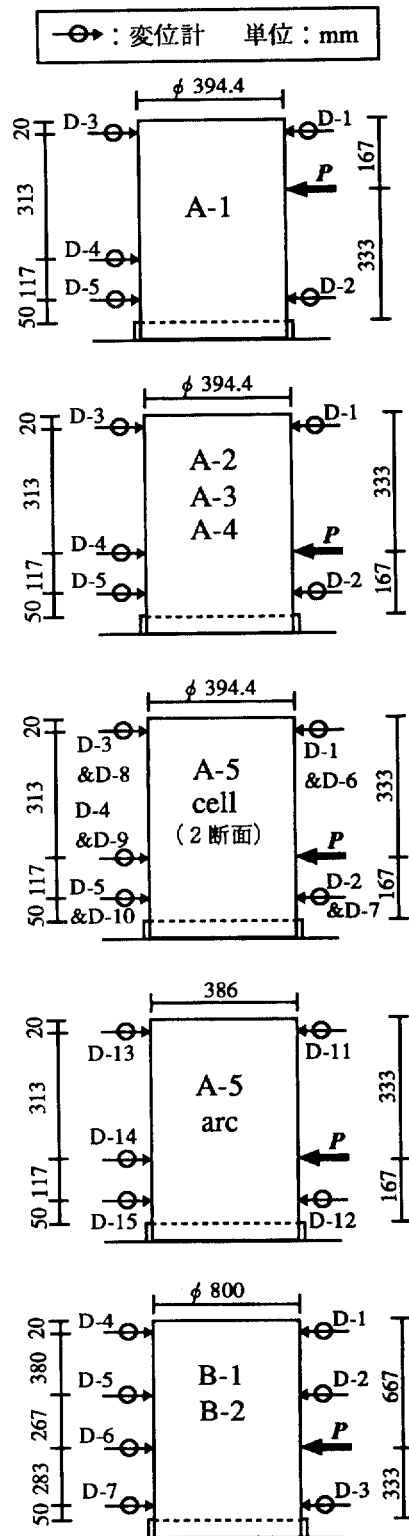 ：変位計　単位：mm
φ 394.4
D-3
D-1
20
167
P
313
A-1
333
D-4
117
D-5
D-2
50
φ 394.4
D-3
D-1
20
A-2
333
313
A-3
A-4
D-4
P
117
D-5
D-2
167
50
φ 394.4
20
D-3
&D-8
D-1
&D-6
A-5
333
313
cell
D-4
&D-9
(2断面)
P
117
D-5
&D-10
D-2
&D-7
167
50
386
20
D-13
D-11
A-5
333
313
arc
D-14
P
117
167
D-15
D-12
50
φ 800
D-4
D-1
20
380
D-5
B-1
D-2
667
B-2
267
D-6
P
283
D-7
D-3
333
50